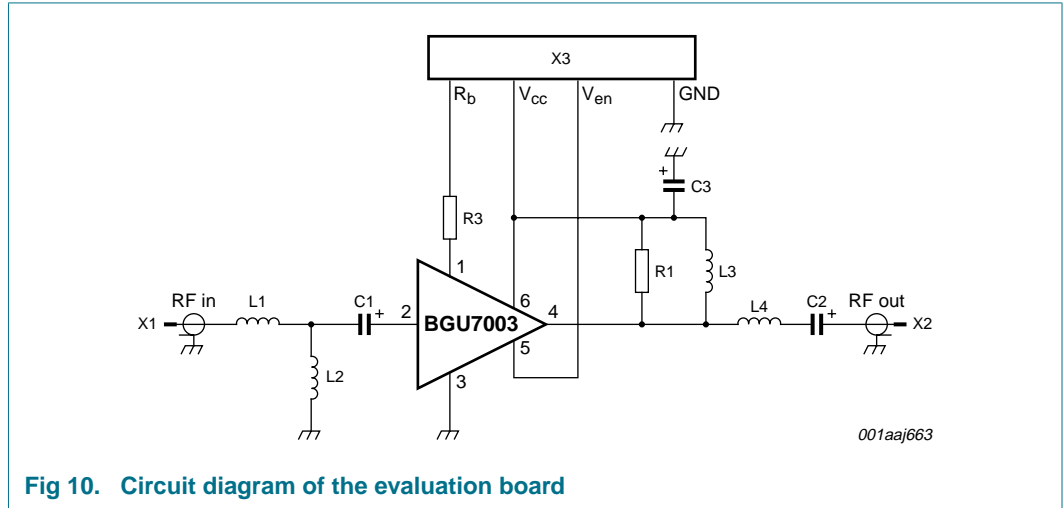 X3
Rb Vcc Ven GND
+
C3
R3
1
R1
L3
6
RF in
L1
C1
2
BGU7003
4
L4
C2
RF out
X1
+
+
X2
5
L2
3
001aaj663
Fig 10. Circuit diagram of the evaluation board